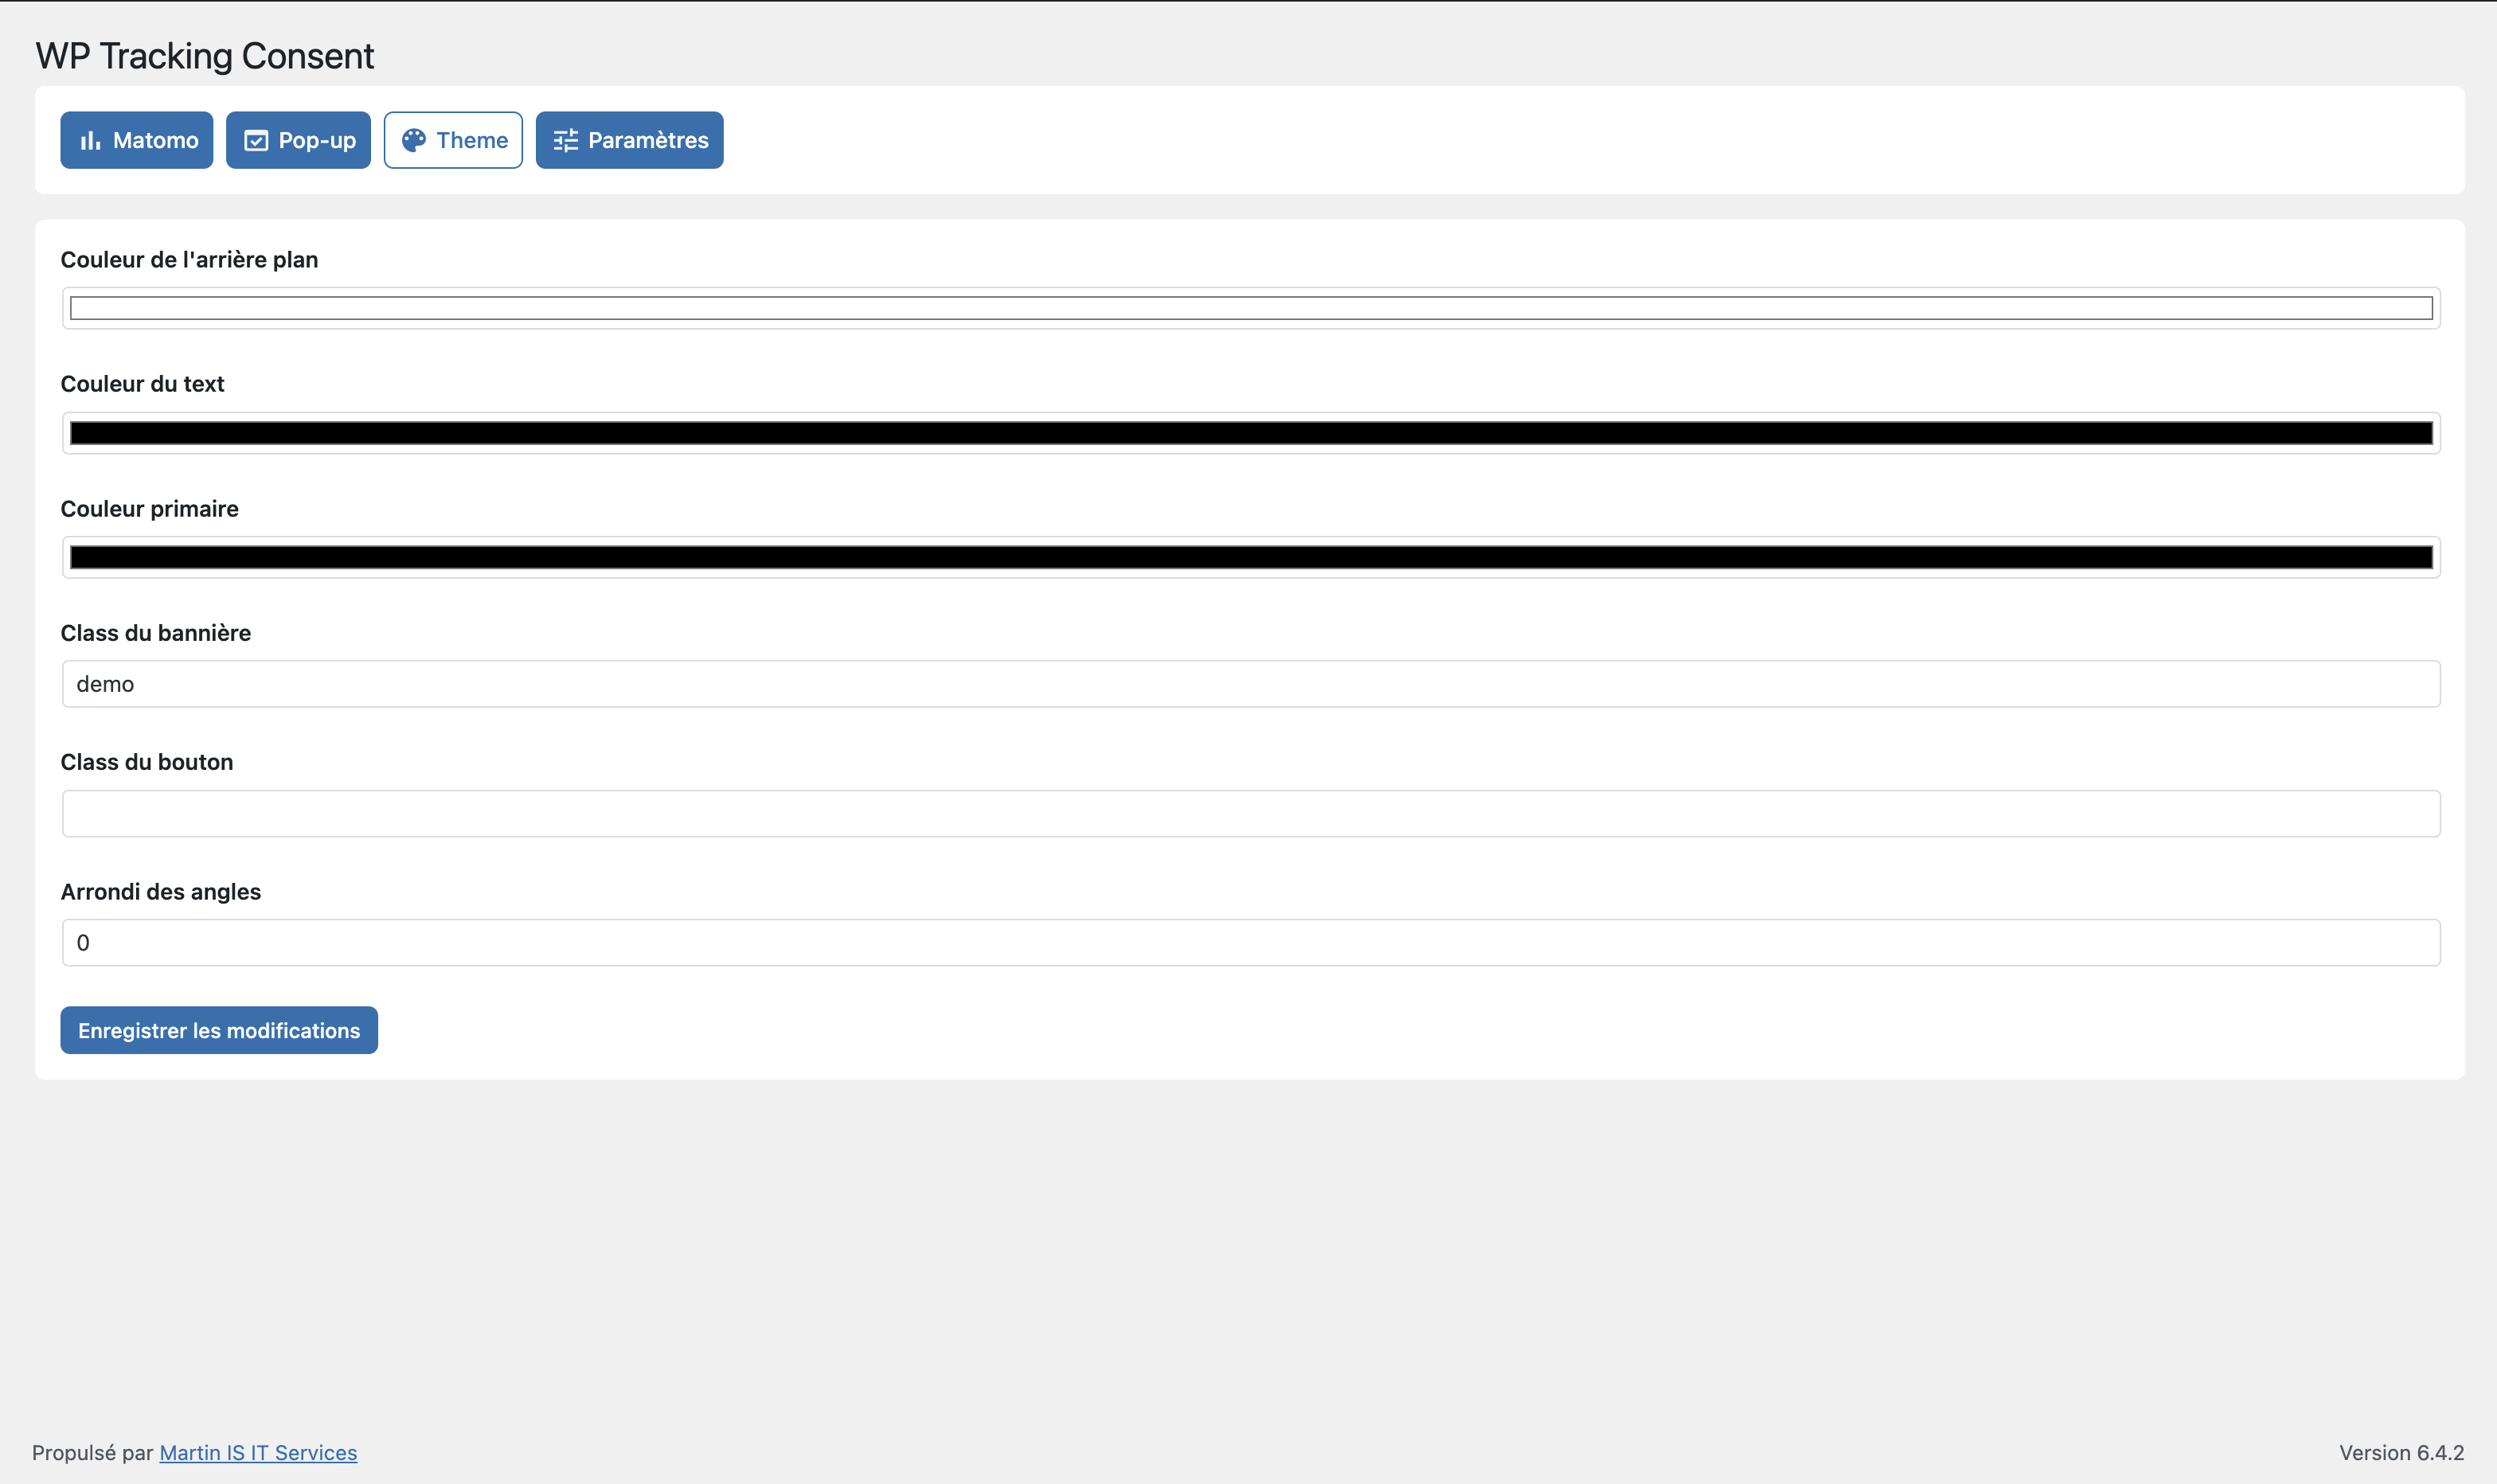 WP Tracking Consent
Matomo
Pop-up
Theme
Paramètres
Couleur de l'arrière plan
Couleur du text
Couleur primaire
Class du bannière
demo
Class du bouton
Arrondi des angles
0
Enregistrer les modifications
Propulsé par Martin IS IT Services
Version 6.4.2